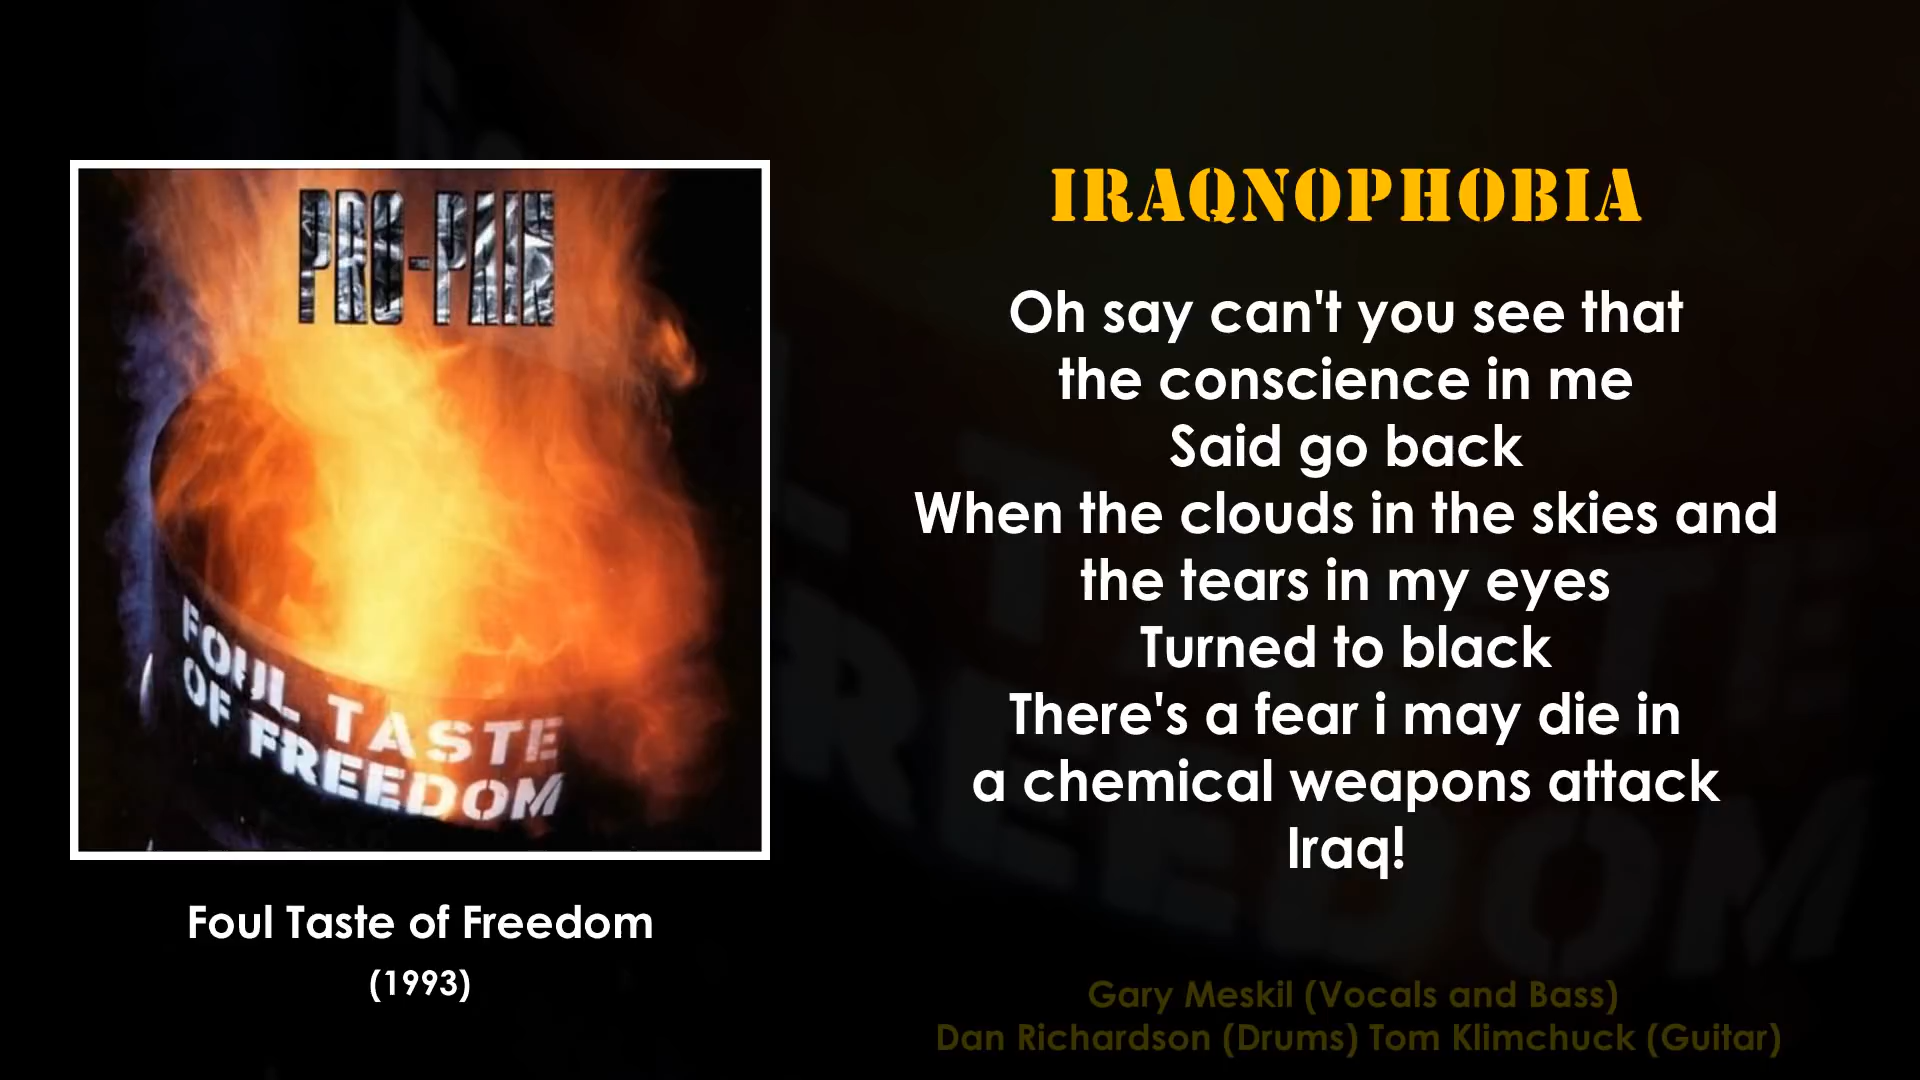 PRO-PAIN
FOUL TASTE
OF FREEDOM
Foul Taste of Freedom
(1993)
IRAQNOPHOBIA
Oh say can't you see that
the conscience in me
Said go back
When the clouds in the skies and
the tears in my eyes
Turned to black
There's a fear i may die in
a chemical weapons attack
Iraq!
Gary Meskil (Vocals and Bass)
Dan Richardson (Drums) Tom Klimchuck (Guitar)